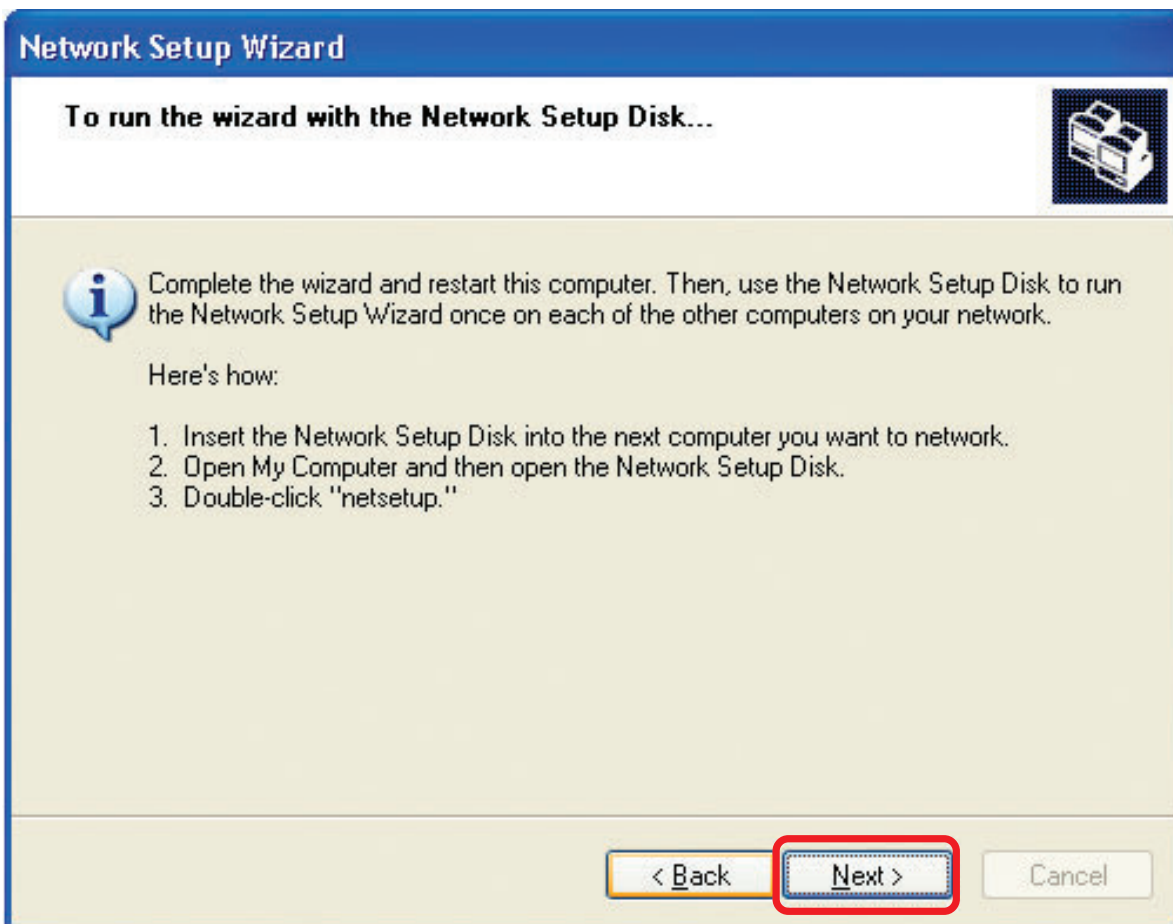 Network Setup Wizard
To run the wizard with the Network Setup Disk...
Complete the wizard and restart this computer. Then, use the Network Setup Disk to run
the Network Setup Wizard once on each of the other computers on your network.
Here's how:
1. Insert the Network Setup Disk into the next computer you want to network.
2. Open My Computer and then open the Network Setup Disk.
3. Double-click "netsetup."
< Back
Next >
Cancel